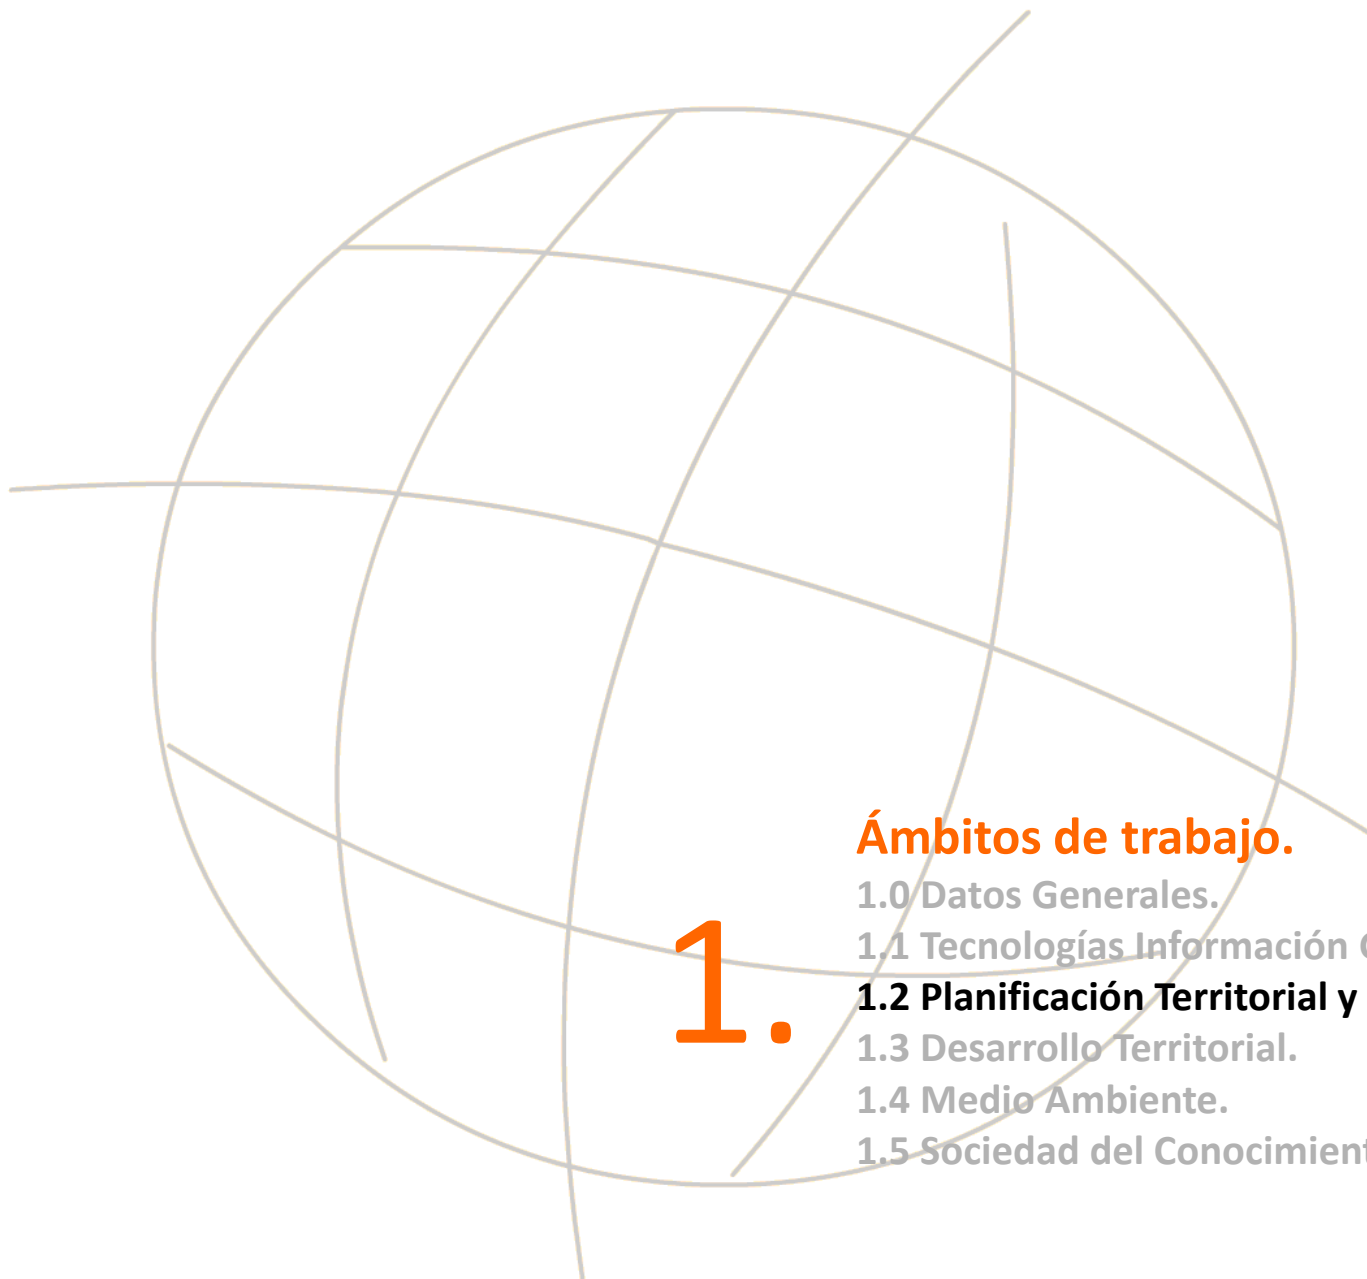 Ámbitos de trabajo.
1.
1.0 Datos Generales.
1.1 Tecnologías Información
1.2 Planificación Territorial y
1.3 Desarrollo Territorial.
1.4 Medio Ambiente.
1.5 Sociedad del